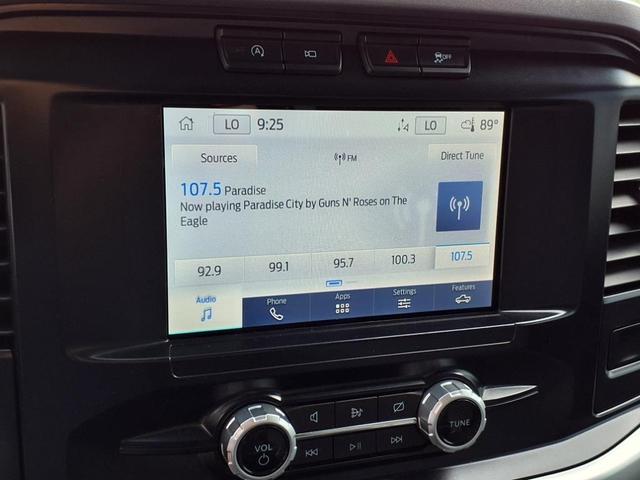 OFF
LO 9:25 LO 89°
Sources FM Direct Tune
107.5 Paradise
Now playing Paradise City by Guns N' Roses on The
Eagle
92.9 99.1 95.7 100.3 107.5
Audio Phone Apps Settings Features
VOL TUNE